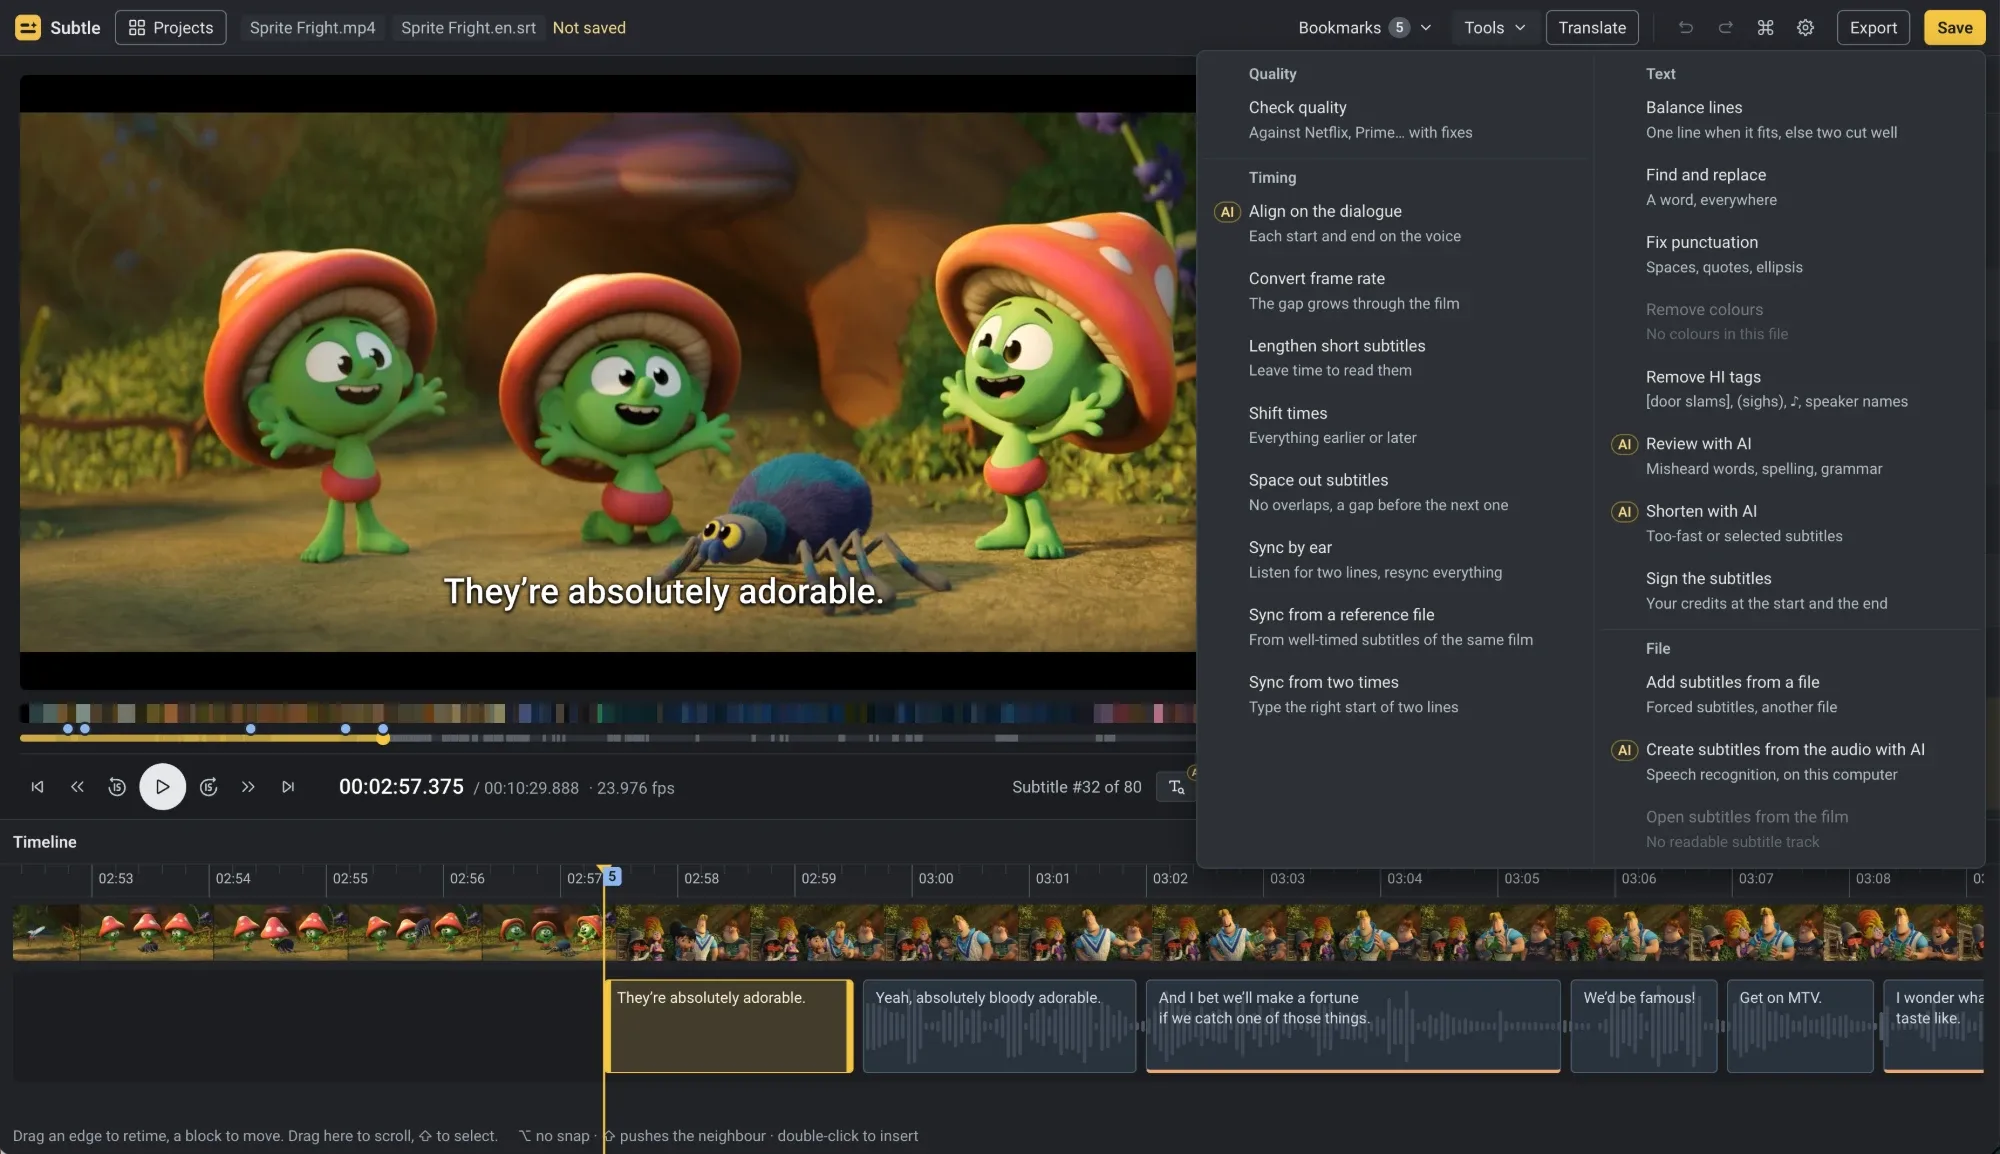 Subtle
Projects
Sprite Fright.mp4
Sprite Fright.en.srt
Not saved
Bookmarks 5
Tools
Translate
Export
Save
They're absolutely adorable.
Quality
Check quality
Against Netflix, Prime… with fixes
Timing
AI Align on the dialogue
Each start and end on the voice
Convert frame rate
The gap grows through the film
Lengthen short subtitles
Leave time to read them
Shift times
Everything earlier or later
Space out subtitles
No overlaps, a gap before the next one
Sync by ear
Listen for two lines, resync everything
Sync from a reference file
From well-timed subtitles of the same film
Sync from two times
Type the right start of two lines
Text
Balance lines
One line when it fits, else two cut well
Find and replace
A word, everywhere
Fix punctuation
Spaces, quotes, ellipsis
Remove colours
No colours in this file
Remove HI tags
[door slams], (sighs), ♪, speaker names
AI Review with AI
Misheard words, spelling, grammar
AI Shorten with AI
Too-fast or selected subtitles
Sign the subtitles
Your credits at the start and the end
File
Add subtitles from a file
Forced subtitles, another file
AI Create subtitles from the audio with AI
Speech recognition, on this computer
Open subtitles from the film
No readable subtitle track
15
15
00:02:57.375 / 00:10:29.888 · 23.976 fps
Subtitle #32 of 80
Timeline
02:53
02:54
02:55
02:56
02:57
5
02:58
02:59
03:00
03:01
03:02
03:03
03:04
03:05
03:06
03:07
03:08
They're absolutely adorable.
Yeah, absolutely bloody adorable.
And I bet we'll make a fortune
if we catch one of those things.
We'd be famous!
Get on MTV.
I wonder wha
taste like.
Drag an edge to retime, a block to move. Drag here to scroll, ⇧ to select. ⌥ no snap · ⇧ pushes the neighbour · double-click to insert